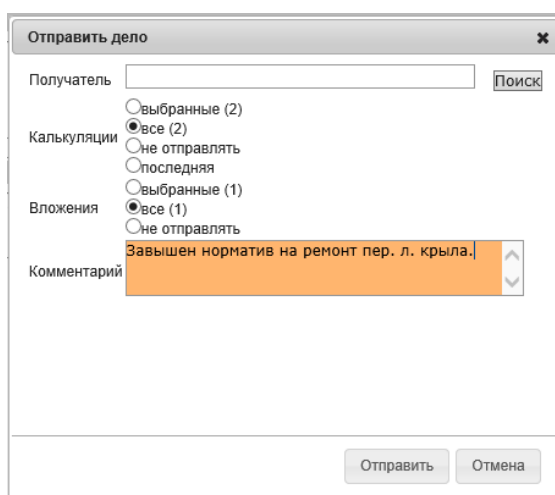 Отправить дело
Получатель Поиск
выбранные (2)
все (2)
Калькуляции
не отправлять
последняя
выбранные (1)
Вложения все (1)
не отправлять
Завышен норматив на ремонт пер. л. крыла.
Комментарий
Отправить Отмена